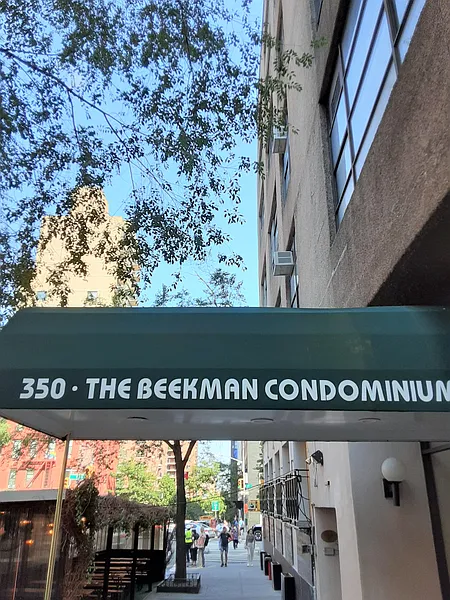 350 · THE BEEKMAN CONDOMINIUM